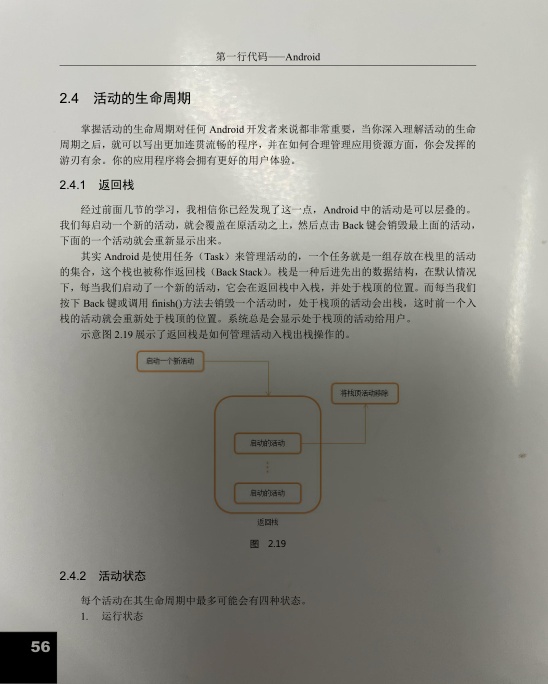 第一行代码——Android
2.4 活动的生命周期
掌握活动的生命周期对任何 Android 开发者来说都非常重要，当你深入理解活动的生命
周期之后，就可以写出更加连贯流畅的程序，并在如何合理管理应用资源方面，你会发挥的
游刃有余。你的应用程序将会拥有更好的用户体验。
2.4.1 返回栈
经过前面几节的学习，我相信你已经发现了这一点，Android 中的活动是可以层叠的。
我们每启动一个新的活动，就会覆盖在原活动之上，然后点击 Back 键会销毁最上面的活动，
下面的一个活动就会重新显示出来。
其实 Android 是使用任务（Task）来管理活动的，一个任务就是一组存放在栈里的活动
的集合，这个栈也被称作返回栈（Back Stack）。栈是一种后进先出的数据结构，在默认情况
下，每当我们启动了一个新的活动，它会在返回栈中入栈，并处于栈顶的位置。而每当我们
按下 Back 键或调用 finish()方法去销毁一个活动时，处于栈顶的活动会出栈，这时前一个入
栈的活动就会重新处于栈顶的位置。系统总是会显示处于栈顶的活动给用户。
示意图 2.19 展示了返回栈是如何管理活动入栈出栈操作的。
启动一个新活动
将栈顶活动移除
启动的活动
启动的活动
返回栈
图 2.19
2.4.2 活动状态
每个活动在其生命周期中最多可能会有四种状态。
1. 运行状态
56